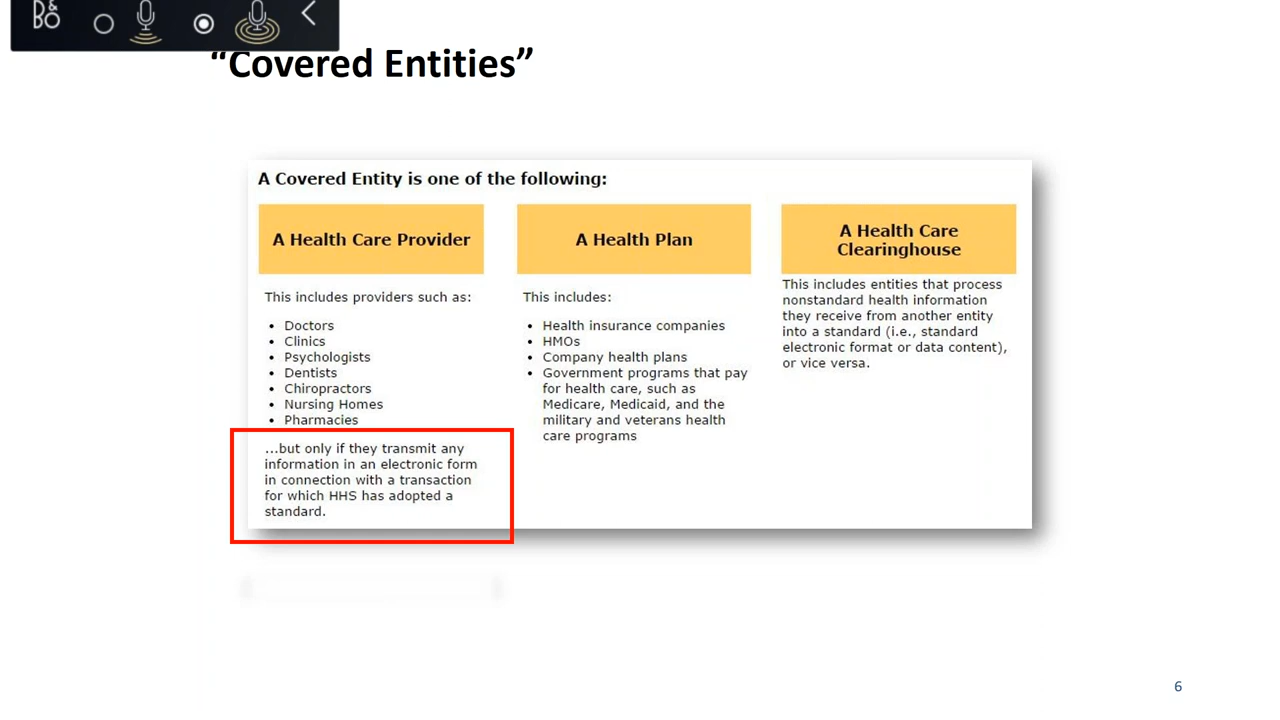 B&O
“Covered Entities”
A Covered Entity is one of the following:
A Health Care Provider
This includes providers such as:
• Doctors
• Clinics
• Psychologists
• Dentists
• Chiropractors
• Nursing Homes
• Pharmacies
...but only if they transmit any
information in an electronic form
in connection with a transaction
for which HHS has adopted a
standard.
A Health Plan
This includes:
• Health insurance companies
• HMOs
• Company health plans
• Government programs that pay
for health care, such as
Medicare, Medicaid, and the
military and veterans health
care programs
A Health Care
Clearinghouse
This includes entities that process
nonstandard health information
they receive from another entity
into a standard (i.e., standard
electronic format or data content),
or vice versa.
6